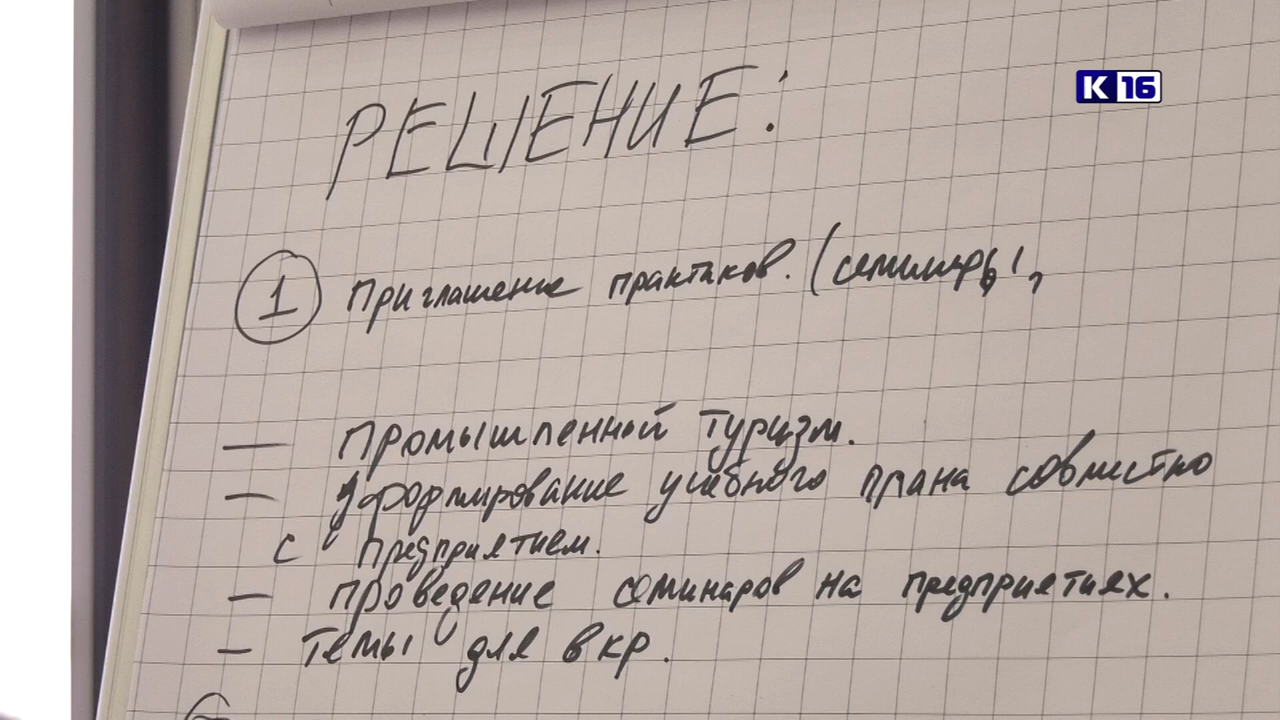 К 16
РЕШЕНИЕ:
1 Приглашение практиков. (семинары,
— Промышленный туризм.
— формирование учебного плана совместно
с предприятием.
— проведение семинаров на предприятиях.
— Темы для вкр.